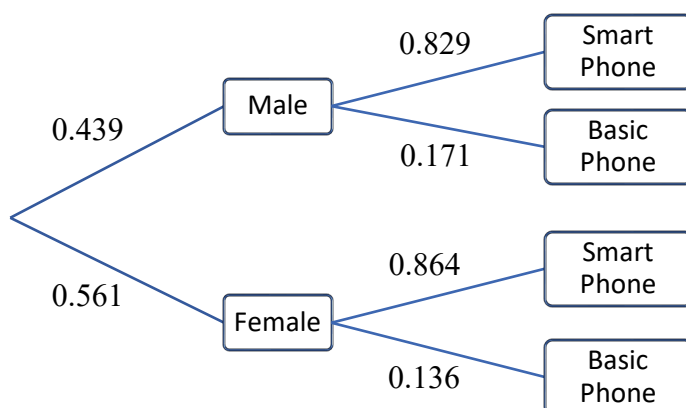 0.829
Smart
Phone
Male
0.439
0.171
Basic
Phone
0.561
Female
0.864
Smart
Phone
0.136
Basic
Phone